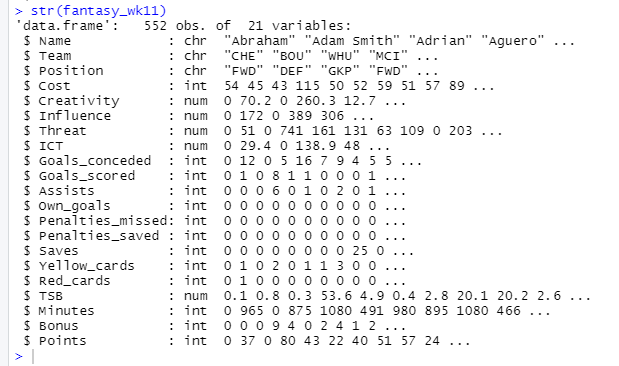 > str(fantasy_wk11)
'data.frame':   552 obs. of  21 variables:
 $ Name            : chr  "Abraham" "Adam Smith" "Adrian" "Aguero" ...
 $ Team            : chr  "CHE" "BOU" "WHU" "MCI" ...
 $ Position        : chr  "FWD" "DEF" "GKP" "FWD" ...
 $ Cost            : int  54 45 43 115 50 52 59 51 57 89 ...
 $ Creativity      : num  0 70.2 0 260.3 12.7 ...
 $ Influence       : num  0 172 0 389 306 ...
 $ Threat          : num  0 51 0 741 161 131 63 109 0 203 ...
 $ ICT             : num  0 29.4 0 138.9 48 ...
 $ Goals_conceded  : int  0 12 0 5 16 7 9 4 5 5 ...
 $ Goals_scored    : int  0 1 0 8 1 1 0 0 0 1 ...
 $ Assists         : int  0 0 0 6 0 1 0 2 0 1 ...
 $ Own_goals       : int  0 0 0 0 0 0 0 0 0 0 ...
 $ Penalties_missed: int  0 0 0 0 0 0 0 0 0 0 ...
 $ Penalties_saved : int  0 0 0 0 0 0 0 0 0 0 ...
 $ Saves           : int  0 0 0 0 0 0 0 0 25 0 ...
 $ Yellow_cards    : int  0 1 0 2 0 1 1 3 0 0 ...
 $ Red_cards       : int  0 1 0 0 0 0 0 0 0 0 ...
 $ TSB             : num  0.1 0.8 0.3 53.6 4.9 0.4 2.8 20.1 20.2 2.6 ...
 $ Minutes         : int  0 965 0 875 1080 491 980 895 1080 466 ...
 $ Bonus           : int  0 0 0 9 4 0 2 4 1 2 ...
 $ Points          : int  0 37 0 80 43 22 40 51 57 24 ...
>